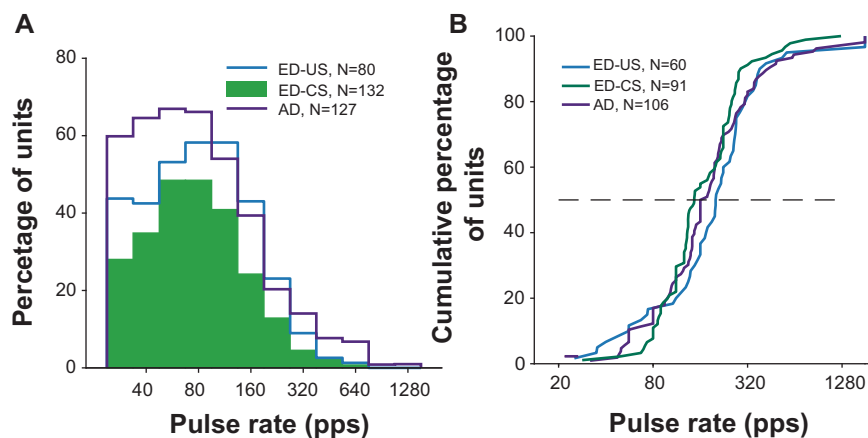 A
Percetage of units
80
60
40
20
0
ED-US, N=80
ED-CS, N=132
AD, N=127
40 80 160 320 640 1280
Pulse rate (pps)
B
Cumulative percentage
of units
100
80
60
40
20
0
ED-US, N=60
ED-CS, N=91
AD, N=106
20 80 320 1280
Pulse rate (pps)